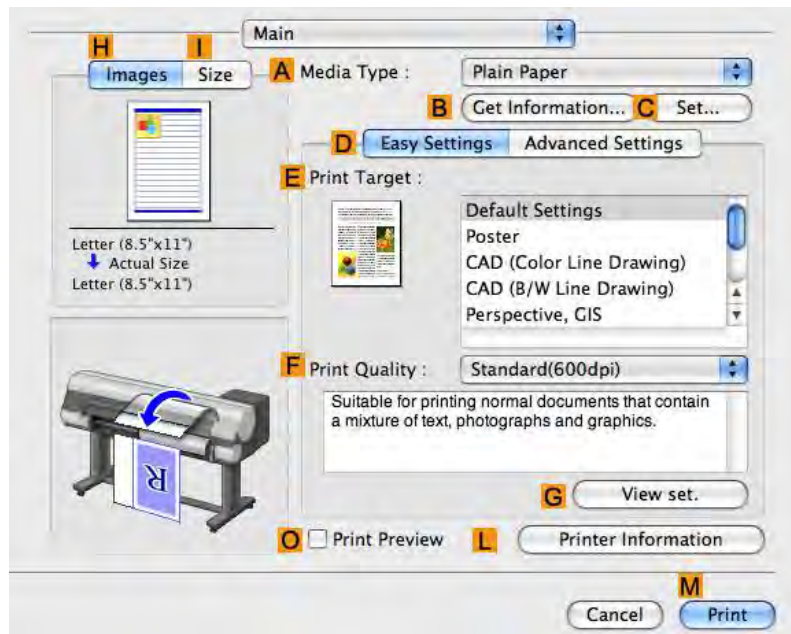 Main
H I
Images Size
A Media Type : Plain Paper
B Get Information... C Set...
D Easy Settings Advanced Settings
E Print Target :
Default Settings
Poster
CAD (Color Line Drawing)
CAD (B/W Line Drawing)
Perspective, GIS
Letter (8.5"x11")
Actual Size
Letter (8.5"x11")
F Print Quality : Standard(600dpi)
Suitable for printing normal documents that contain
a mixture of text, photographs and graphics.
R
G View set.
O Print Preview L Printer Information
M
Cancel Print